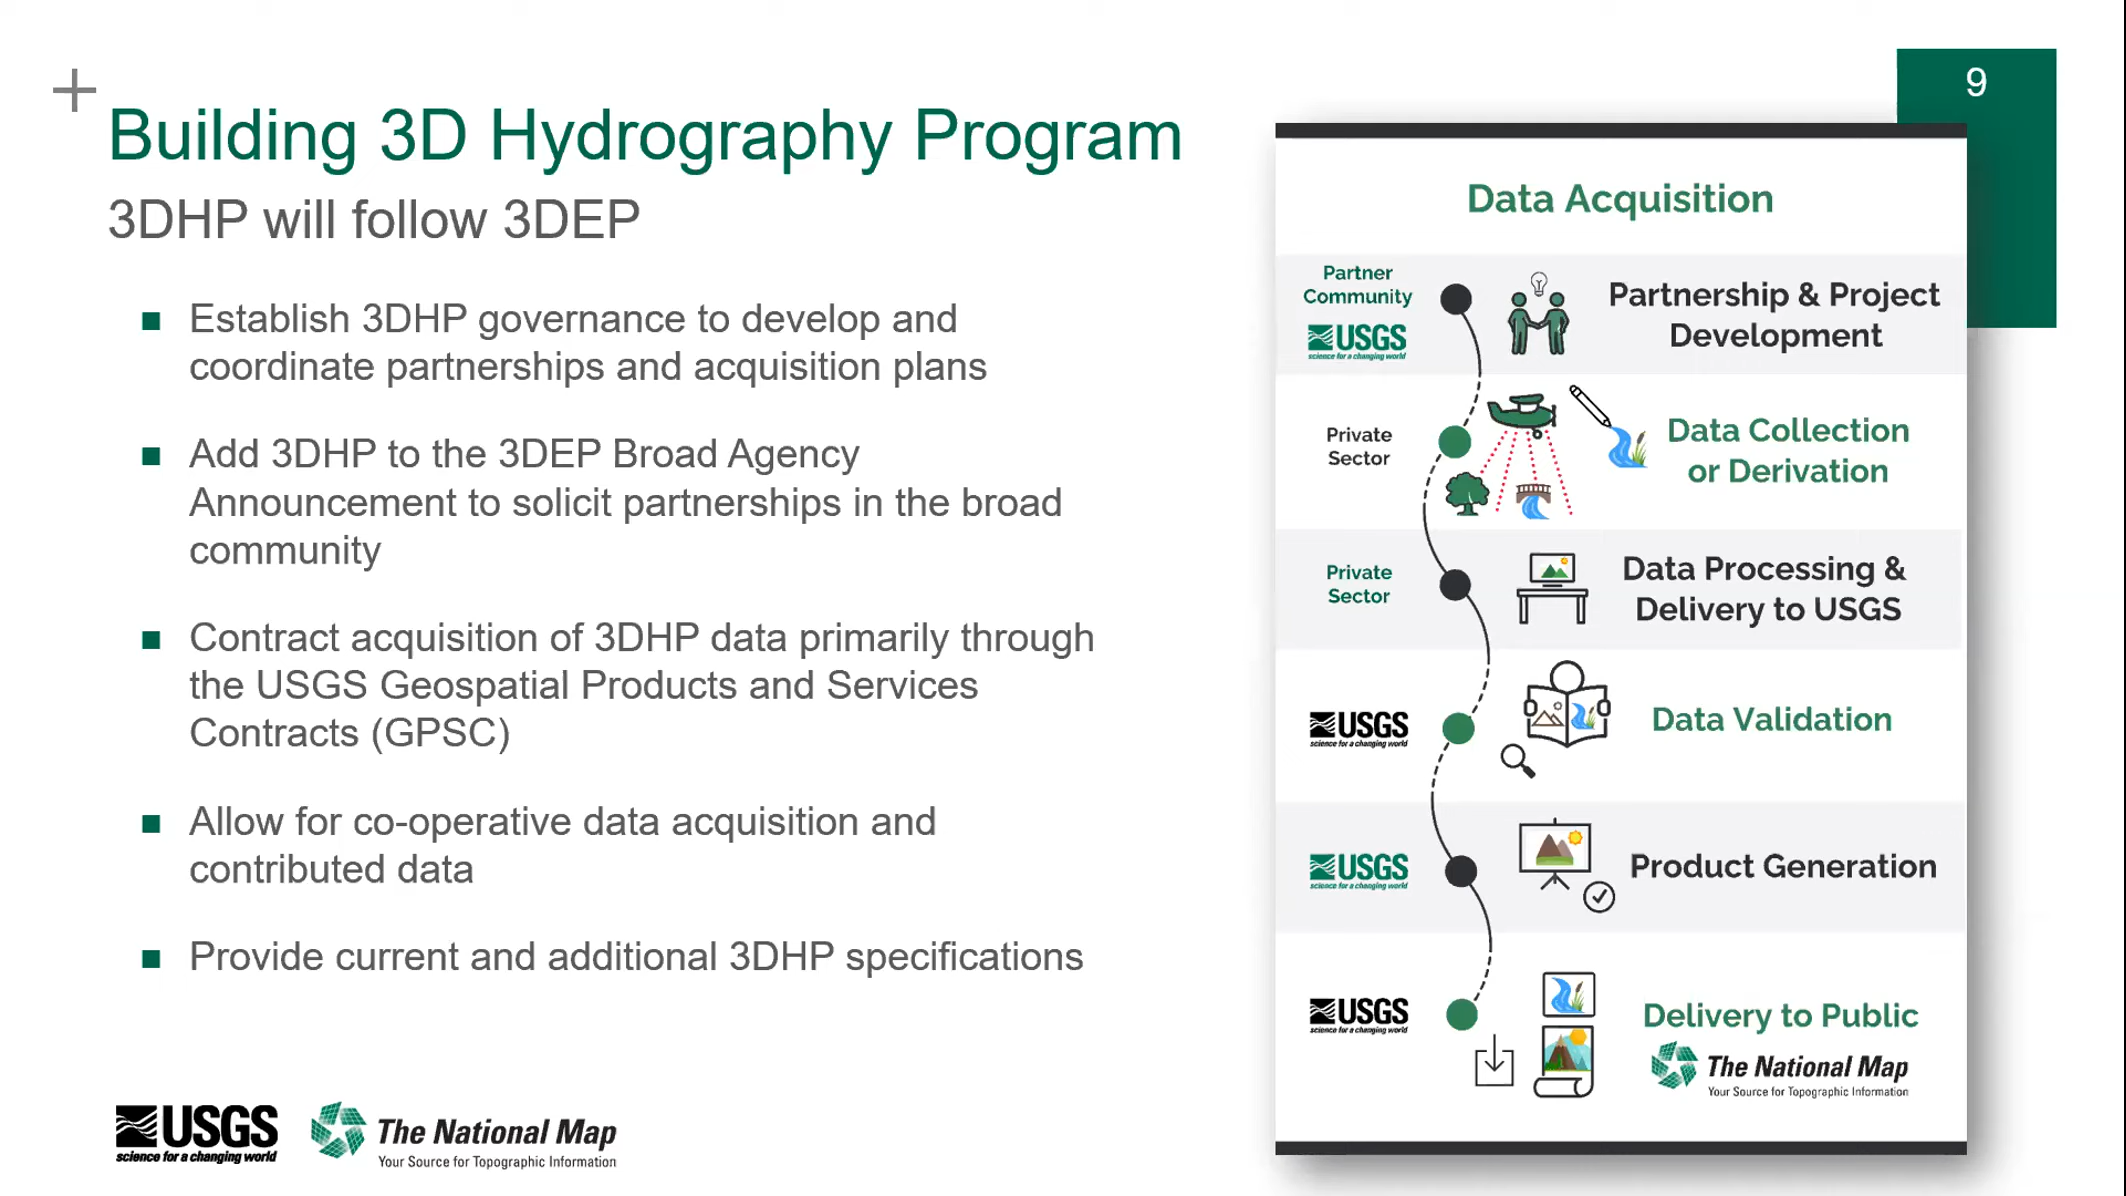 9
Building 3D Hydrography Program
3DHP will follow 3DEP
Establish 3DHP governance to develop and
coordinate partnerships and acquisition plans
Add 3DHP to the 3DEP Broad Agency
Announcement to solicit partnerships in the broad
community
Contract acquisition of 3DHP data primarily through
the USGS Geospatial Products and Services
Contracts (GPSC)
Allow for co-operative data acquisition and
contributed data
Provide current and additional 3DHP specifications
USGS
science for a changing world
The National Map
Your Source for Topographic Information
Data Acquisition
Partner
Community
USGS
science for a changing world
Partnership & Project
Development
Private
Sector
Data Collection
or Derivation
Private
Sector
Data Processing &
Delivery to USGS
USGS
science for a changing world
Data Validation
USGS
science for a changing world
Product Generation
USGS
science for a changing world
Delivery to Public
The National Map
Your Source for Topographic Information